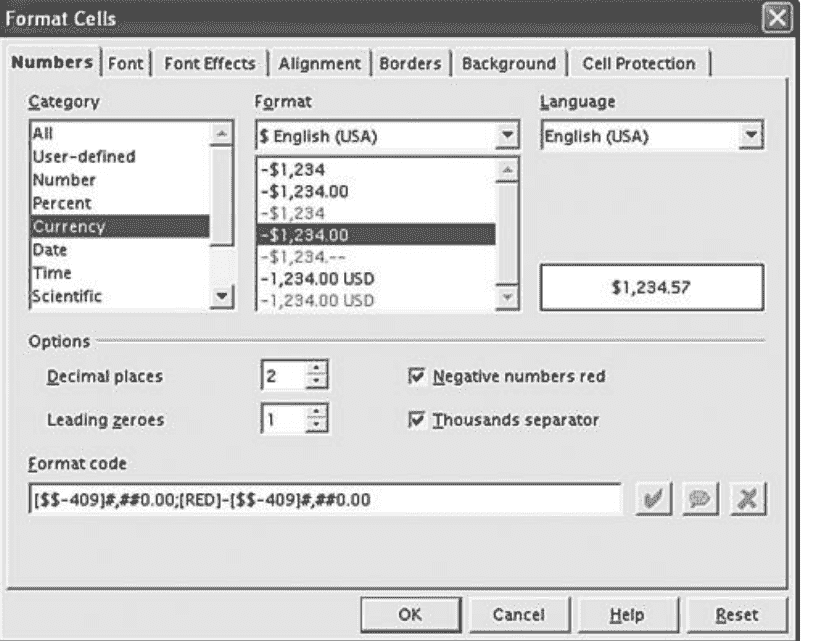 Format Cells
Numbers Font Font Effects Alignment Borders Background Cell Protection
Category
All
User-defined
Number
Percent
Currency
Date
Time
Scientific
Format
$ English (USA)
-$1,234
-$1,234.00
-$1,234
-$1,234.00
-$1,234.--
-1,234.00 USD
-1,234.00 USD
Language
English (USA)
$1,234.57
Options
Decimal places 2
Negative numbers red
Leading zeroes 1
Thousands separator
Format code
[$$-409]#,##0.00;[RED]-[$$-409]#,##0.00
OK Cancel Help Reset